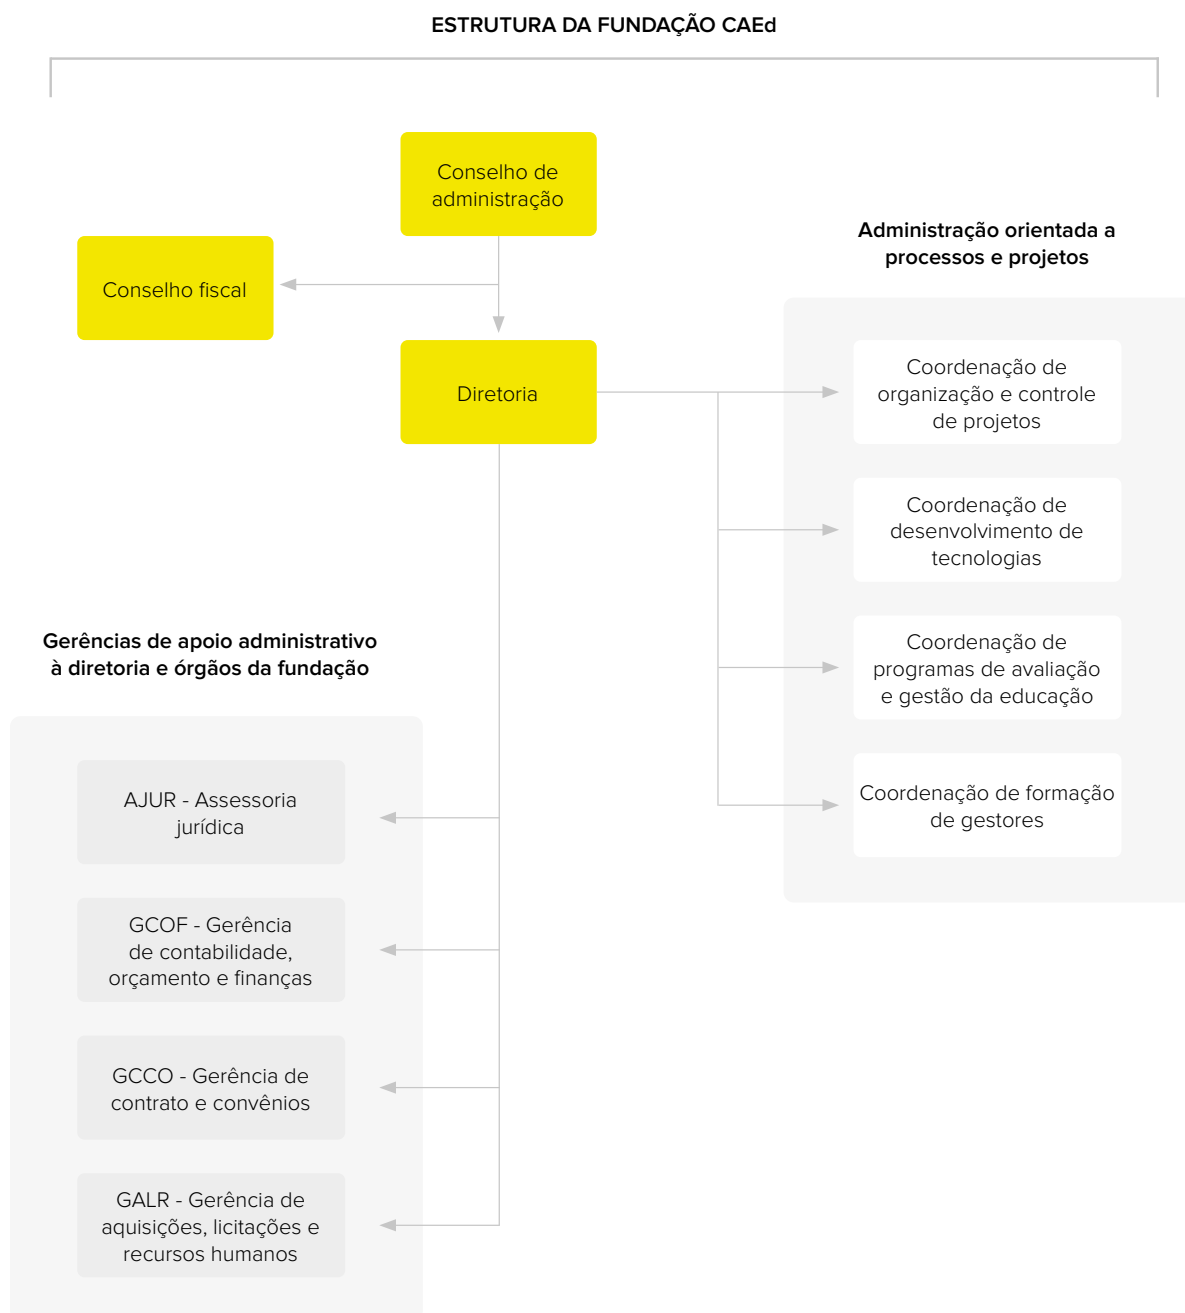 ESTRUTURA DA FUNDAÇÃO CAEd
Conselho de
administração
Conselho fiscal
Diretoria
Administração orientada a
processos e projetos
Coordenação de
organização e controle
de projetos
Coordenação de
desenvolvimento de
tecnologias
Coordenação de
programas de avaliação
e gestão da educação
Coordenação de formação
de gestores
Gerências de apoio administrativo
à diretoria e órgãos da fundação
AJUR - Assessoria
jurídica
GCOF - Gerência
de contabilidade,
orçamento e finanças
GCCO - Gerência de
contrato e convênios
GALR - Gerência de
aquisições, licitações e
recursos humanos